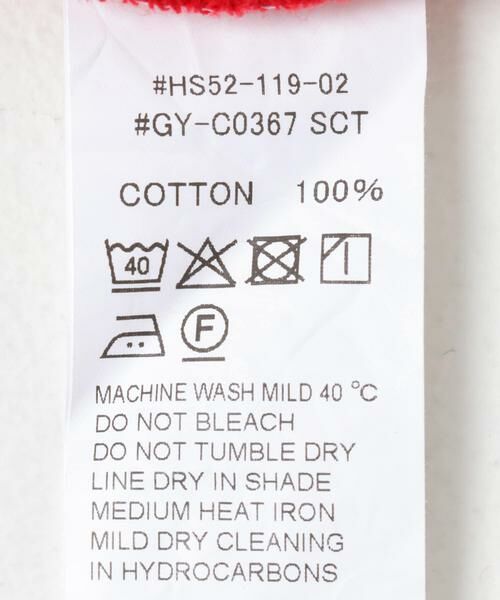 #HS52-119-02
#GY-C0367 SCT
COTTON 100%
40
F
MACHINE WASH MILD 40 °C
DO NOT BLEACH
DO NOT TUMBLE DRY
LINE DRY IN SHADE
MEDIUM HEAT IRON
MILD DRY CLEANING
IN HYDROCARBONS